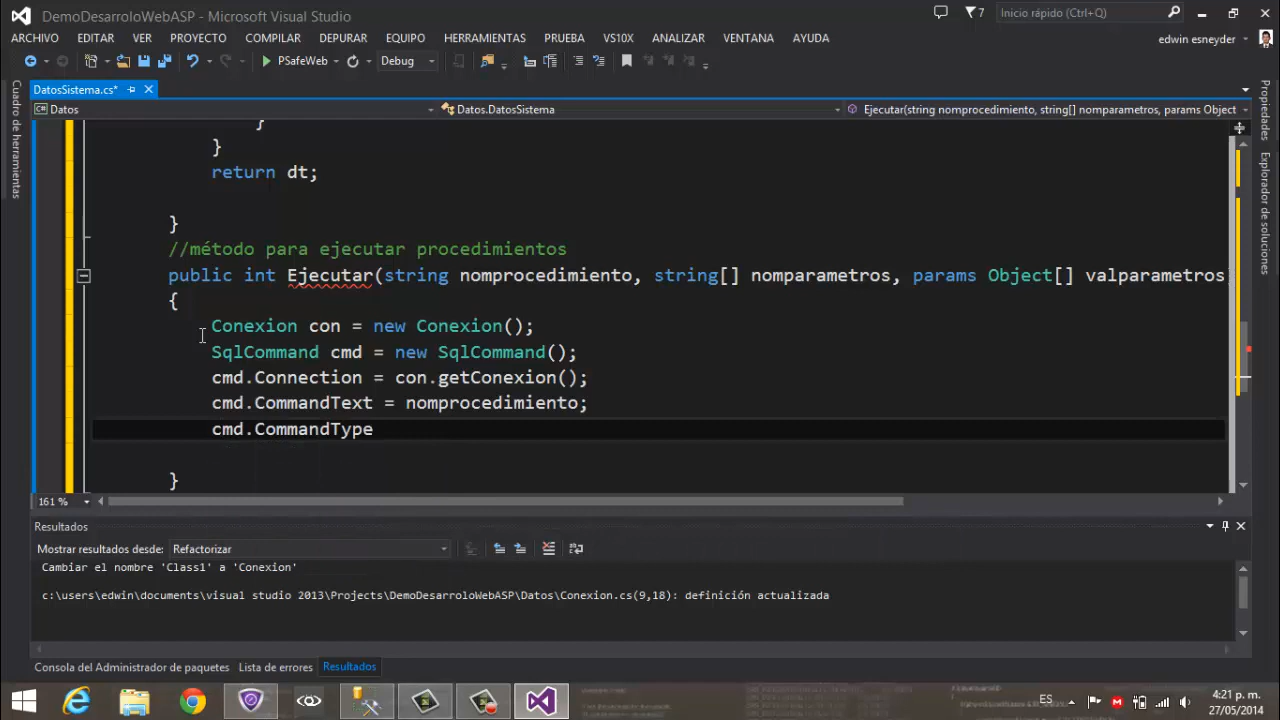 DemoDesarroloWebASP - Microsoft Visual Studio
7
Inicio rápido (Ctrl+Q)
ARCHIVO EDITAR VER PROYECTO COMPILAR DEPURAR EQUIPO HERRAMIENTAS PRUEBA VS10X ANALIZAR VENTANA AYUDA
edwin esneyder
PSafeWeb Debug
DatosSistema.cs*
Datos Datos.DatosSistema Ejecutar(string nomprocedimiento, string[] nomparametros, params Object
Cuadro de herramientas
Propiedades
Explorador de soluciones
}
}
return dt;
}
//método para ejecutar procedimientos
public int Ejecutar(string nomprocedimiento, string[] nomparametros, params Object[] valparametros
{
Conexion con = new Conexion();
SqlCommand cmd = new SqlCommand();
cmd.Connection = con.getConexion();
cmd.CommandText = nomprocedimiento;
cmd.CommandType
}
161 %
Resultados
Mostrar resultados desde: Refactorizar
Cambiar el nombre 'Class1' a 'Conexion'
c:\users\edwin\documents\visual studio 2013\Projects\DemoDesarroloWebASP\Datos\Conexion.cs(9,18): definición actualizada
Consola del Administrador de paquetes Lista de errores Resultados
ES
4:21 p. m.
27/05/2014